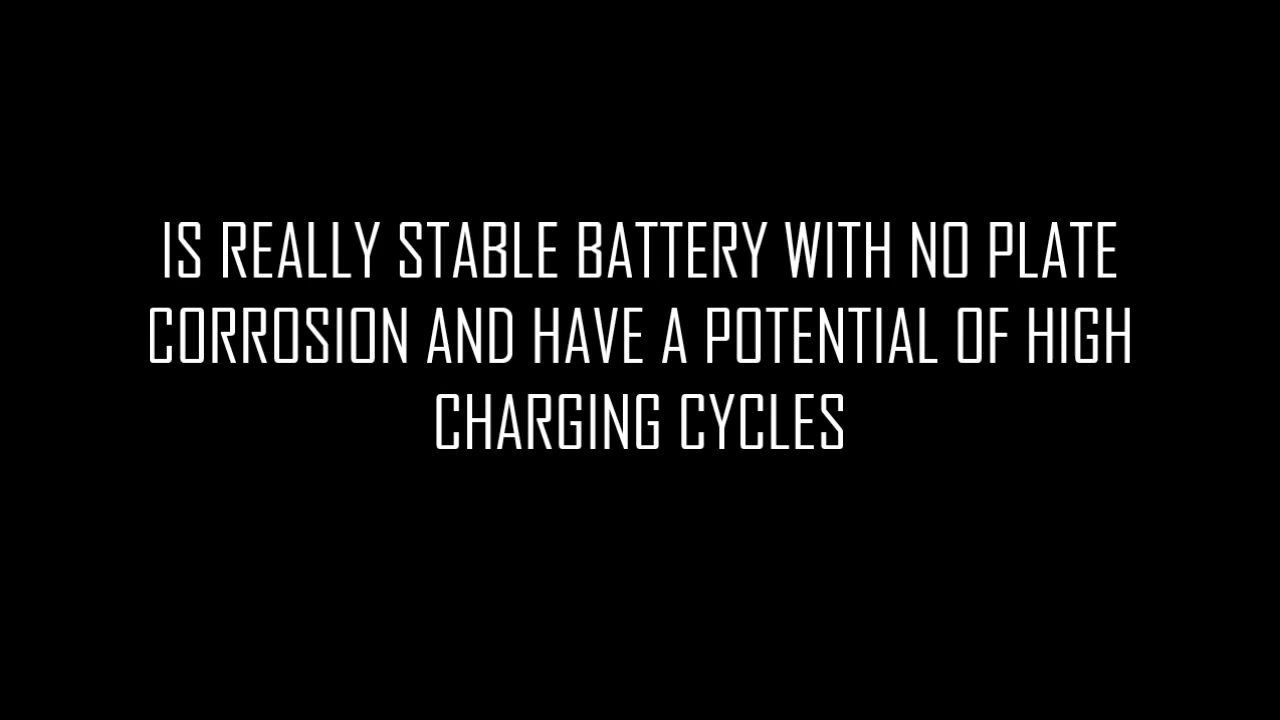 IS REALLY STABLE BATTERY WITH NO PLATE
CORROSION AND HAVE A POTENTIAL OF HIGH
CHARGING CYCLES